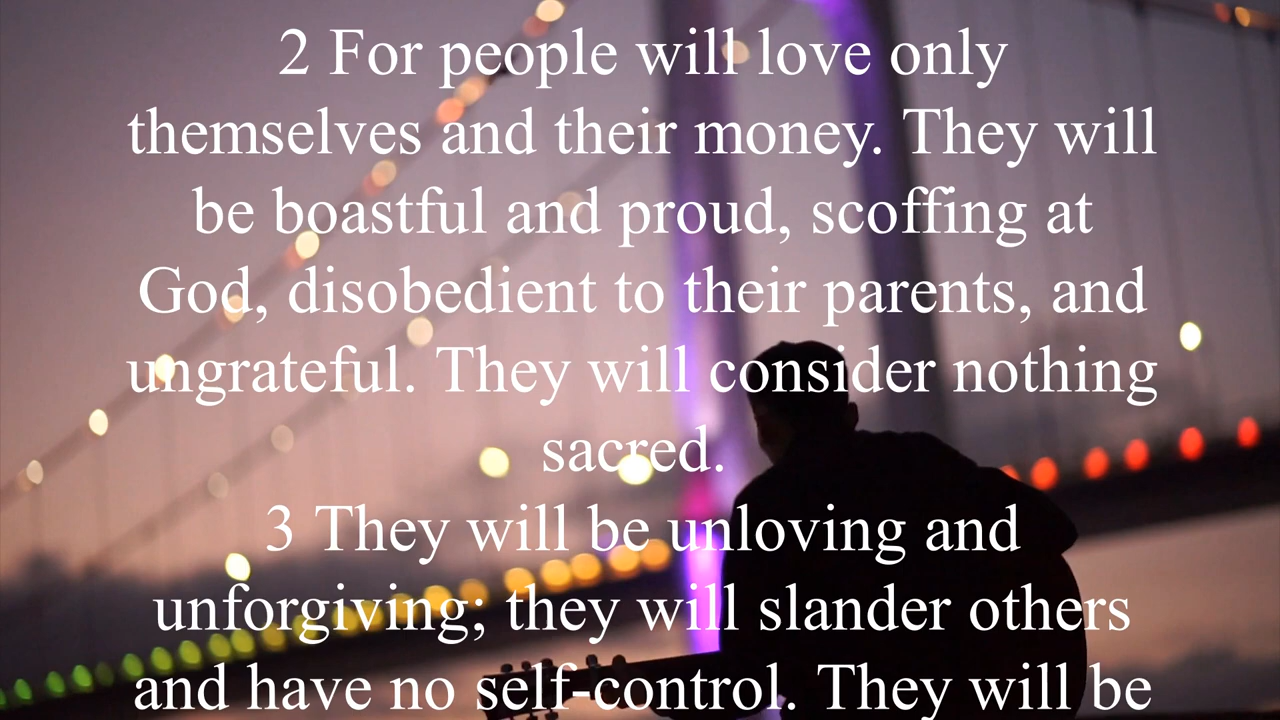 2 For people will love only
themselves and their money. They will
be boastful and proud, scoffing at
God, disobedient to their parents, and
ungrateful. They will consider nothing
sacred.
3 They will be unloving and
unforgiving; they will slander others
and have no self-control. They will be